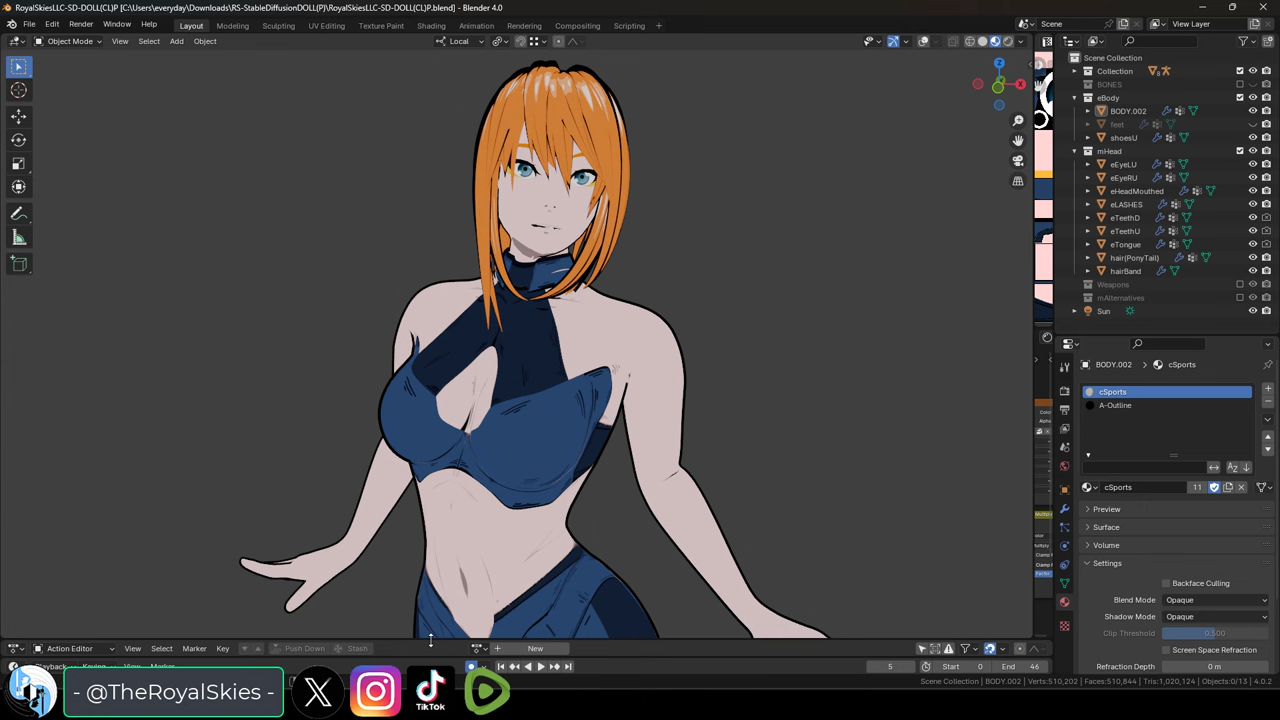 RoyalSkiesLLC-SD-DOLL(CL)P [C:\Users\everyday\Downloads\RS-StableDiffusionDOLL(P)\RoyalSkiesLLC-SD-DOLL(CL)P.blend] - Blender 4.0
File Edit Render Window Help Layout Modeling Sculpting UV Editing Texture Paint Shading Animation Rendering Compositing Scripting + Scene View Layer
Object Mode View Select Add Object Local
Scene Collection
Collection
BONES
eBody
BODY.002
feet
shoesU
mHead
eEyeLU
eEyeRU
eHeadMouthed
eLASHES
eTeethD
eTeethU
eTongue
hair(PonyTail)
hairBand
Weapons
mAlternatives
Sun
Z
X
BODY.002 > cSports
cSports
A-Outline
cSports 11
Preview
Surface
Volume
Settings
Backface Culling
Blend Mode Opaque
Shadow Mode Opaque
Clip Threshold 0.500
Screen Space Refraction
Refraction Depth 0 m
Action Editor View Select Marker Key Push Down Stash + New
Playback Keying View Marker 5 Start 0 End 46
Scene Collection | BODY.002 | Verts:510,202 | Faces:510,844 | Tris:1,020,124 | Objects:0/13 | 4.0.2
- @TheRoyalSkies -
TikTok